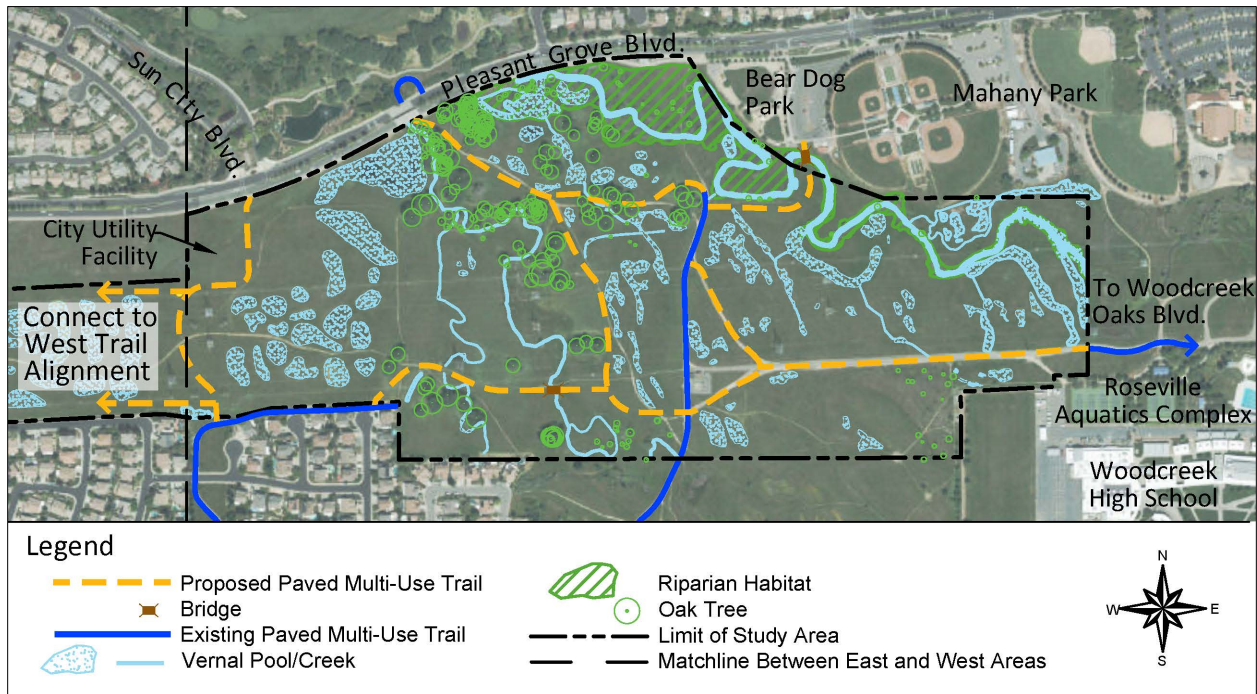 Sun City Blvd.
Pleasant Grove Blvd.
Bear Dog
Park
Mahany Park
City Utility
Facility
Connect to
West Trail
Alignment
To Woodcreek
Oaks Blvd.
Roseville
Aquatics Complex
Woodcreek
High School
Legend
Proposed Paved Multi-Use Trail
Bridge
Existing Paved Multi-Use Trail
Vernal Pool/Creek
Riparian Habitat
Oak Tree
Limit of Study Area
Matchline Between East and West Areas
N
W E
S